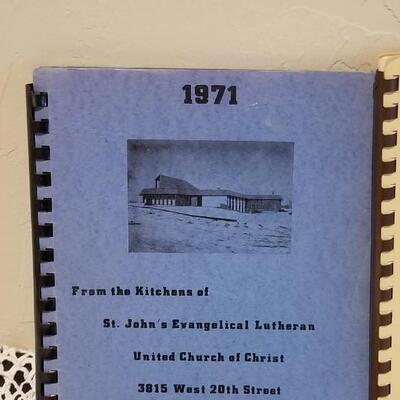 1971
From the Kitchens of
St. John's Evangelical Lutheran
United Church of Christ
3815 West 20th Street